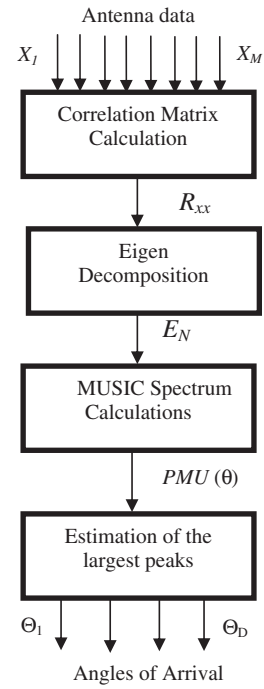 Antenna data
X1 XM
Correlation Matrix
Calculation
Rxx
Eigen
Decomposition
EN
MUSIC Spectrum
Calculations
PMU (θ)
Estimation of the
largest peaks
Θ1 ΘD
Angles of Arrival